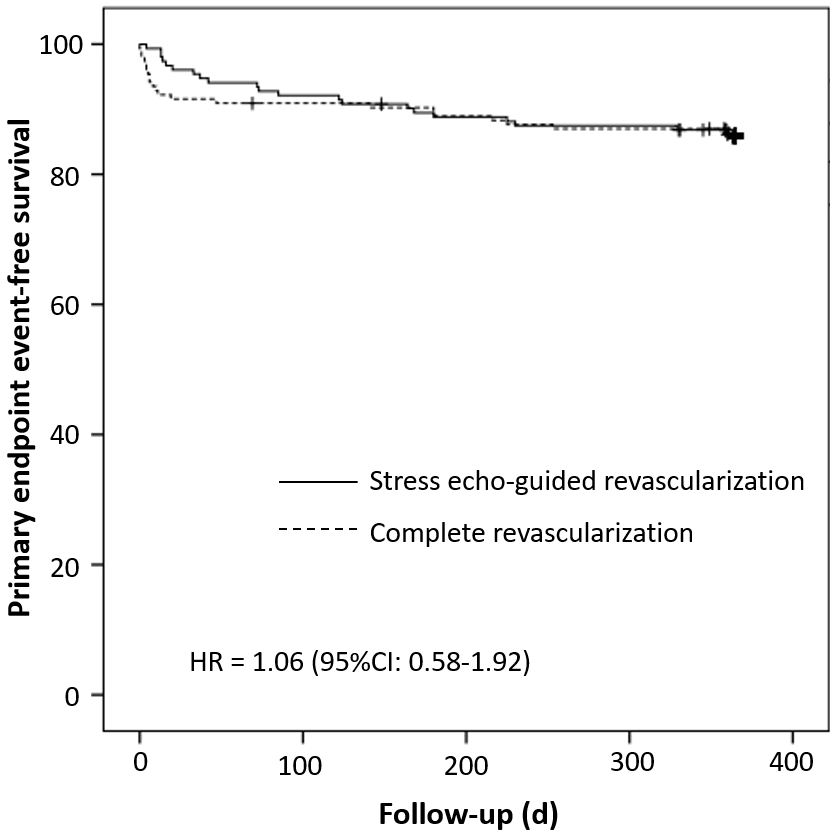 Primary endpoint event-free survival
100
80
60
40
20
0
Stress echo-guided revascularization
Complete revascularization
HR = 1.06 (95%CI: 0.58-1.92)
0 100 200 300 400
Follow-up (d)